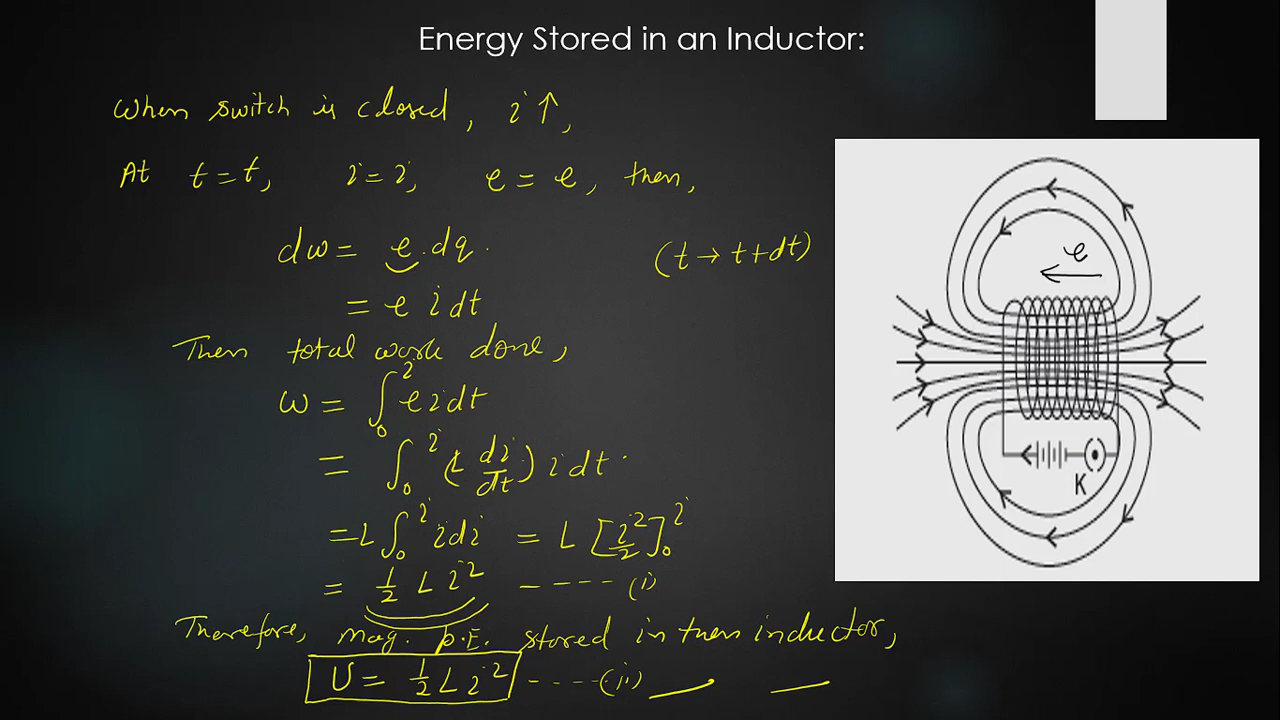 Energy Stored in an Inductor:
When switch is closed, i↑,
At t=t, i=i, e=e, then,
dw = e.dq. (t→t+dt)
= e i dt
Then total work done,
w = ∫₀ⁱ e i dt
= ∫₀ⁱ (L di/dt) i dt.
= L ∫₀ⁱ i di = L [i²/2]₀ⁱ
= 1/2 L i² ---- (i)
Therefore, mag. p.E. stored in then inductor,
U = 1/2 L i² ---- (ii)
e
K